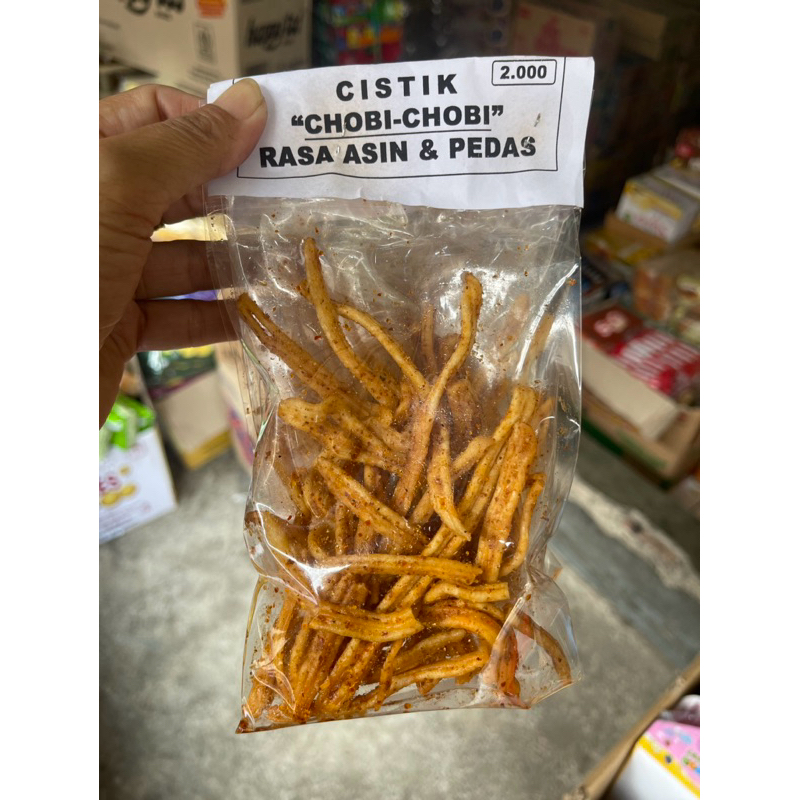 CISTIK
2.000
“CHOBI-CHOBI”
RASA ASIN & PEDAS